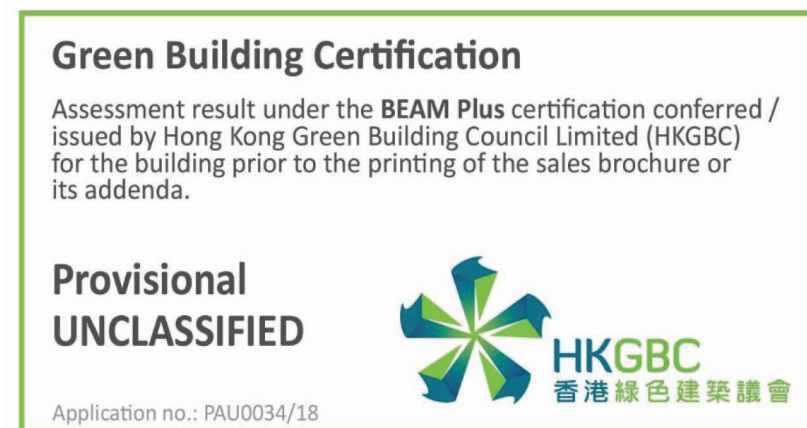 Green Building Certification
Assessment result under the BEAM Plus certification conferred /
issued by Hong Kong Green Building Council Limited (HKGBC)
for the building prior to the printing of the sales brochure or
its addenda.
Provisional
UNCLASSIFIED
HKGBC
香港綠色建築議會
Application no.: PAU0034/18